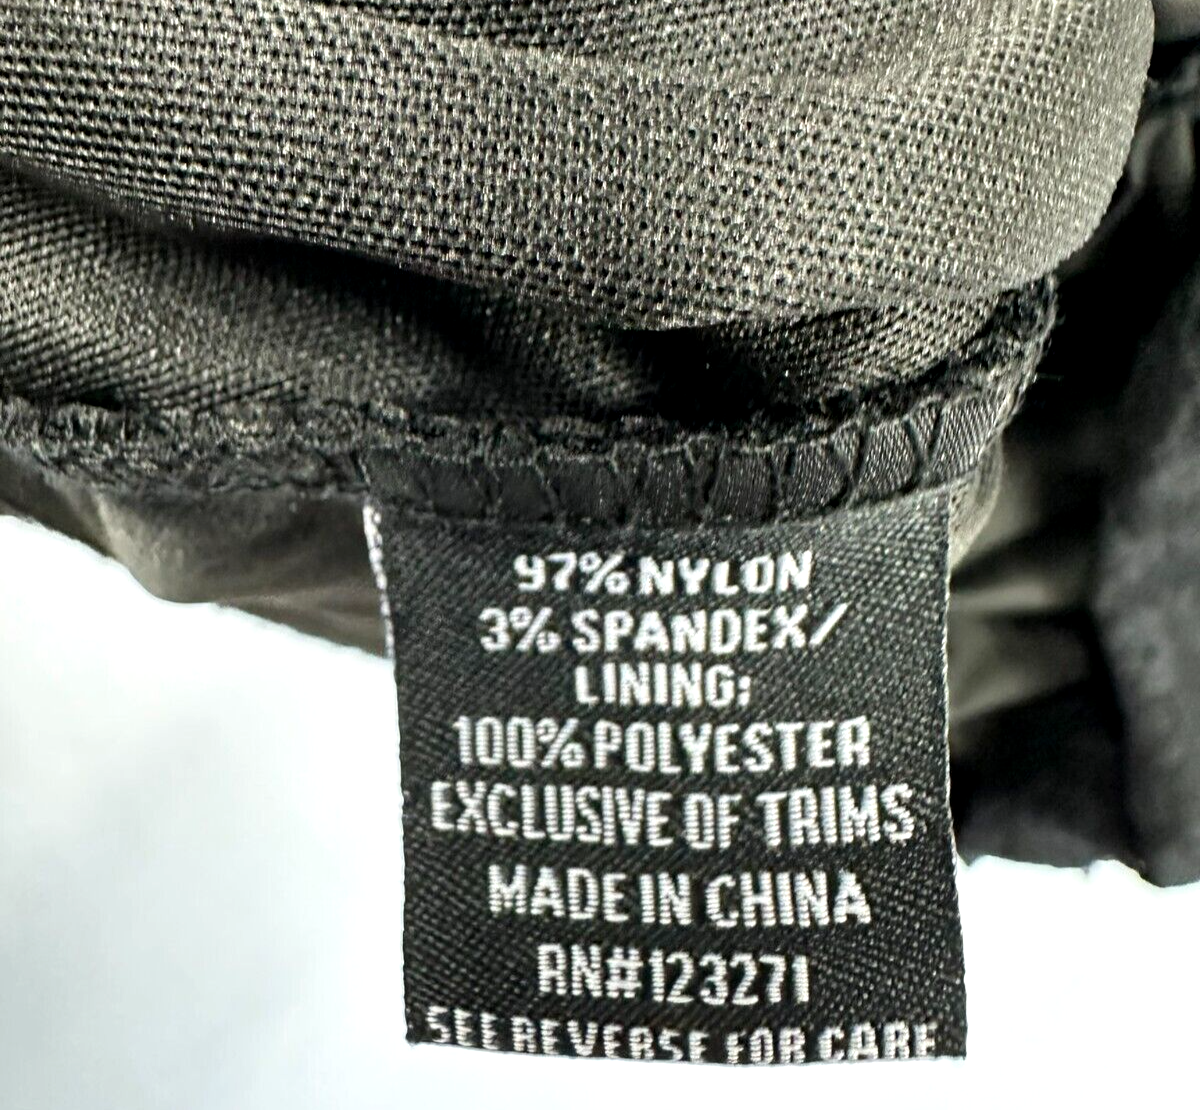 97% NYLON
3% SPANDEX/
LINING:
100% POLYESTER
EXCLUSIVE OF TRIMS
MADE IN CHINA
RN#123271
SEE REVERSE FOR CARE